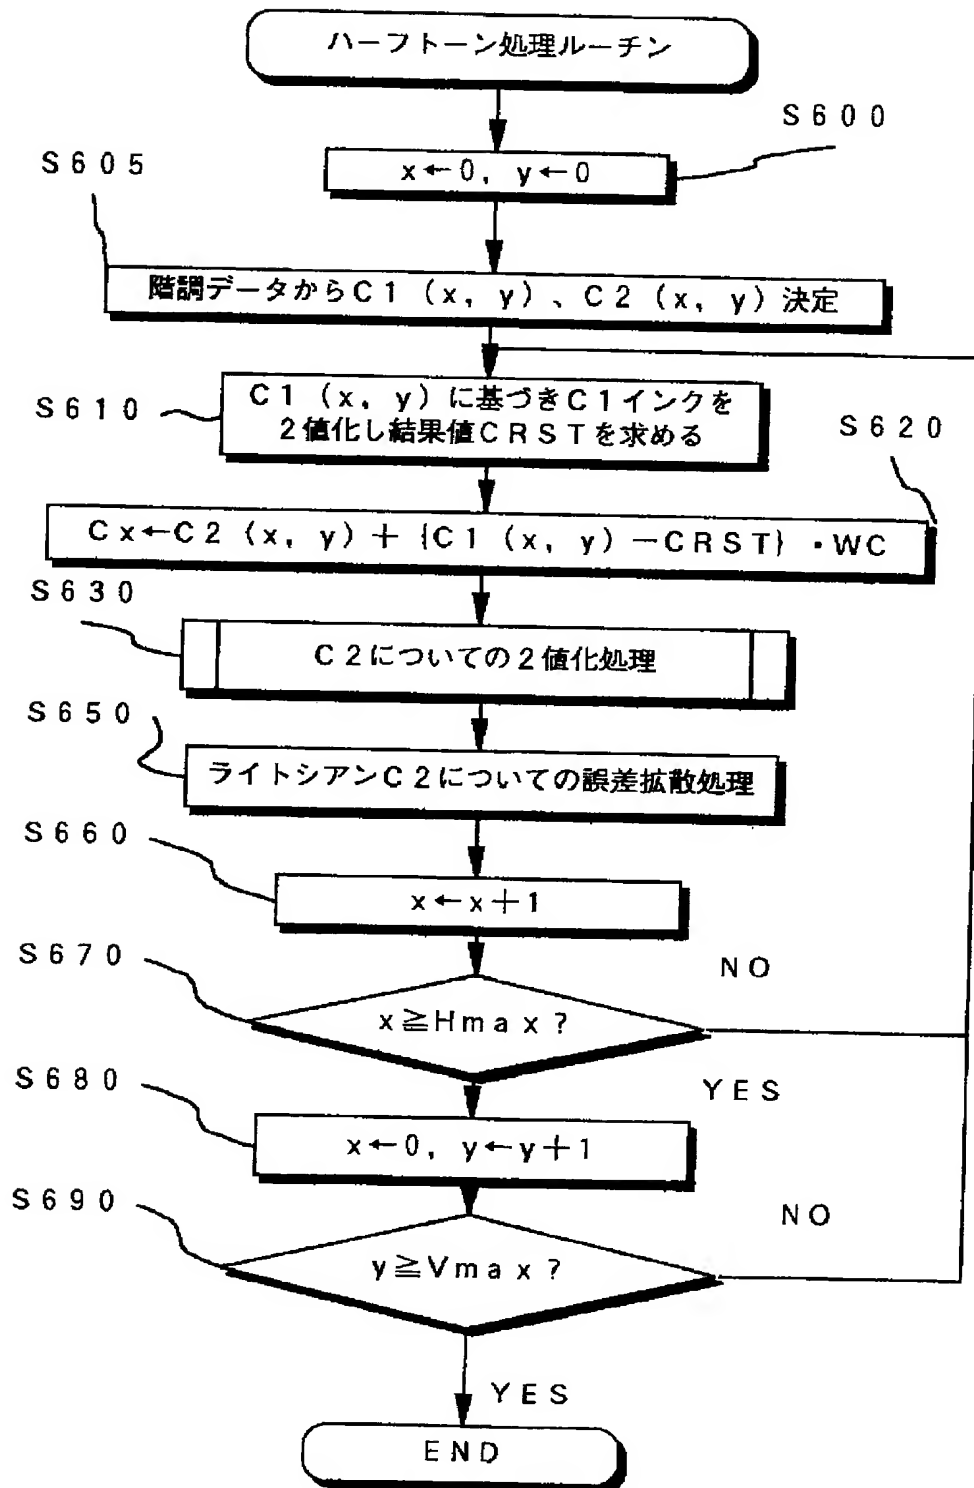 ハーフトーン処理ルーチン
S600
x←0, y←0
S605
階調データからC1 (x, y)、C2 (x, y) 決定
S610
C1 (x, y) に基づきC1インクを
2値化し結果値CRSTを求める
S620
Cx←C2 (x, y) + {C1 (x, y) −CRST} ・WC
S630
C2についての2値化処理
S650
ライトシアンC2についての誤差拡散処理
S660
x←x+1
S670
x≧Hmax?
NO
YES
S680
x←0, y←y+1
S690
y≧Vmax?
NO
YES
END